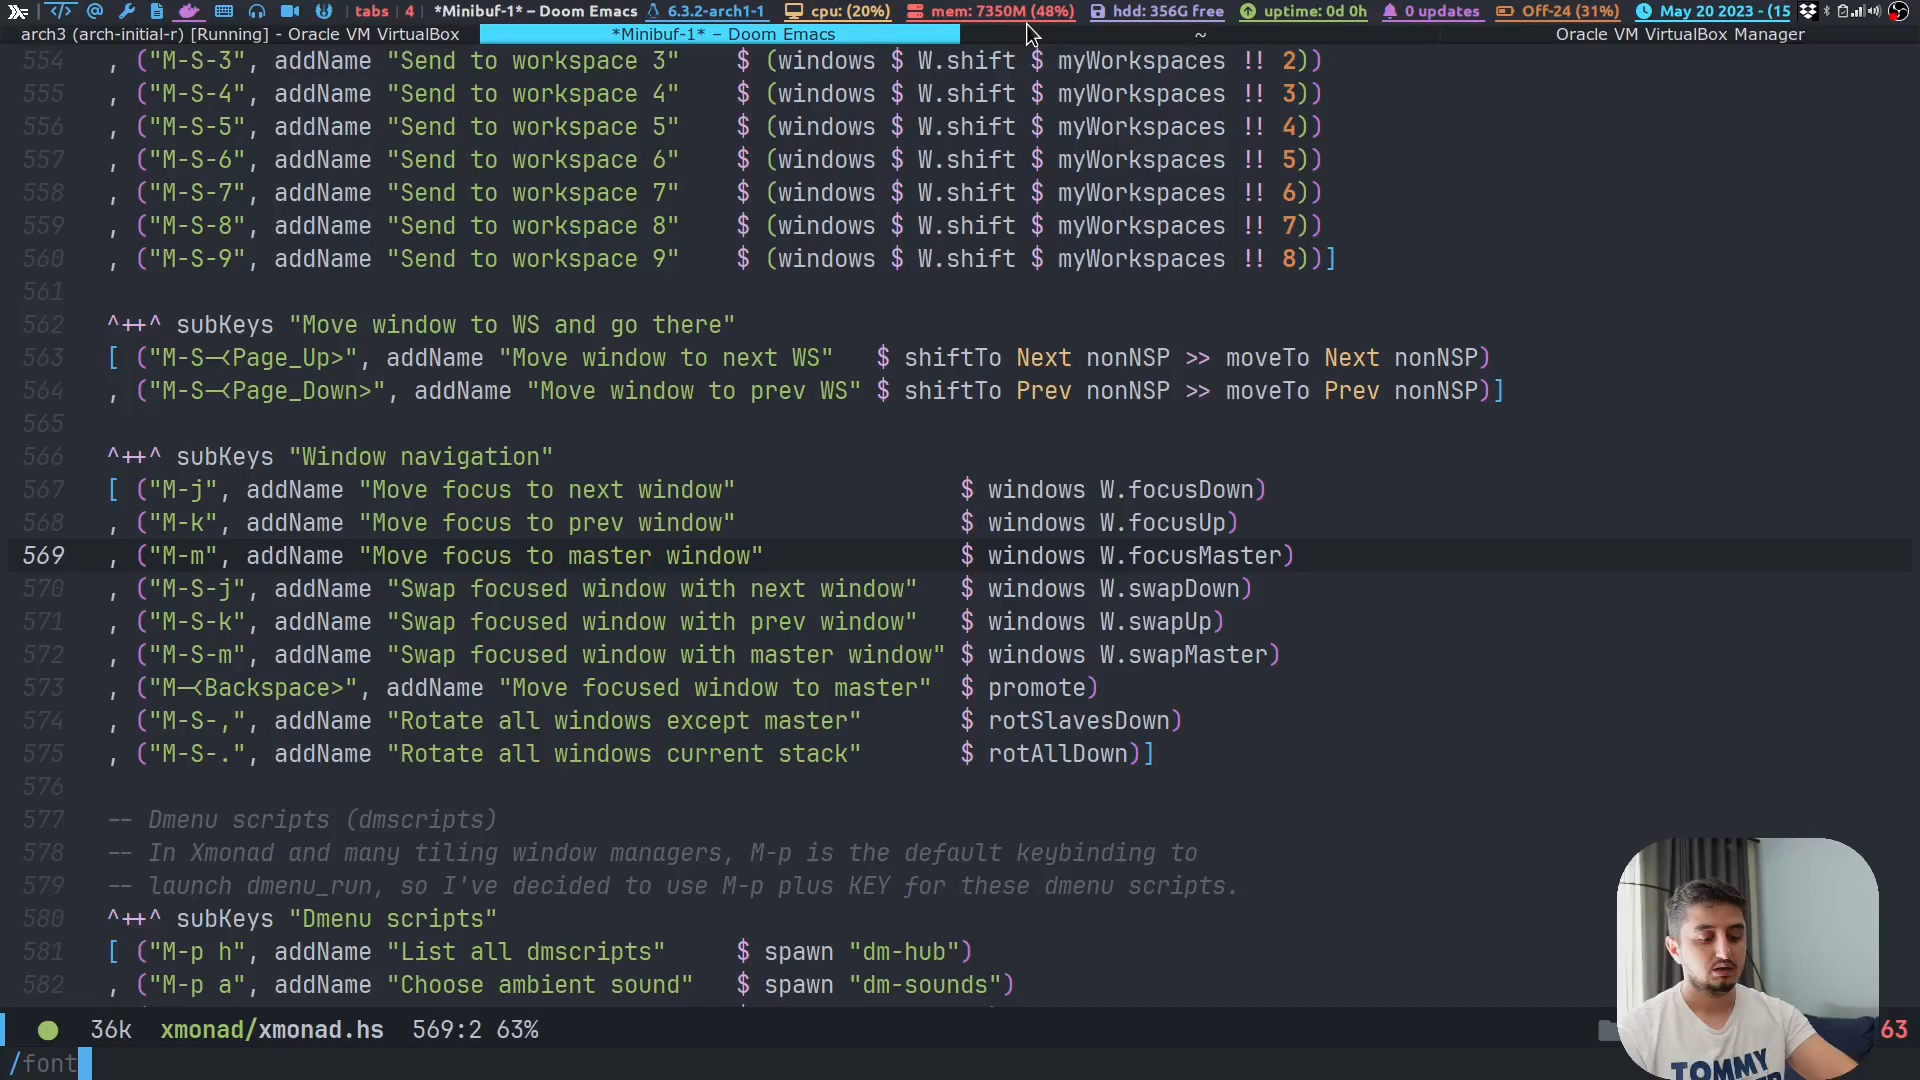 </> @ tabs | 4 | *Minibuf-1* – Doom Emacs 6.3.2-arch1-1 cpu: (20%) mem: 7350M (48%) hdd: 356G free uptime: 0d 0h 0 updates Off-24 (31%) May 20 2023 - (15
arch3 (arch-initial-r) [Running] - Oracle VM VirtualBox *Minibuf-1* – Doom Emacs ~ Oracle VM VirtualBox Manager
554 , ("M-S-3", addName "Send to workspace 3" $ (windows $ W.shift $ myWorkspaces !! 2))
555 , ("M-S-4", addName "Send to workspace 4" $ (windows $ W.shift $ myWorkspaces !! 3))
556 , ("M-S-5", addName "Send to workspace 5" $ (windows $ W.shift $ myWorkspaces !! 4))
557 , ("M-S-6", addName "Send to workspace 6" $ (windows $ W.shift $ myWorkspaces !! 5))
558 , ("M-S-7", addName "Send to workspace 7" $ (windows $ W.shift $ myWorkspaces !! 6))
559 , ("M-S-8", addName "Send to workspace 8" $ (windows $ W.shift $ myWorkspaces !! 7))
560 , ("M-S-9", addName "Send to workspace 9" $ (windows $ W.shift $ myWorkspaces !! 8))]
561
562 ^++^ subKeys "Move window to WS and go there"
563 [ ("M-S-<Page_Up>", addName "Move window to next WS" $ shiftTo Next nonNSP >> moveTo Next nonNSP)
564 , ("M-S-<Page_Down>", addName "Move window to prev WS" $ shiftTo Prev nonNSP >> moveTo Prev nonNSP)]
565
566 ^++^ subKeys "Window navigation"
567 [ ("M-j", addName "Move focus to next window" $ windows W.focusDown)
568 , ("M-k", addName "Move focus to prev window" $ windows W.focusUp)
569 , ("M-m", addName "Move focus to master window" $ windows W.focusMaster)
570 , ("M-S-j", addName "Swap focused window with next window" $ windows W.swapDown)
571 , ("M-S-k", addName "Swap focused window with prev window" $ windows W.swapUp)
572 , ("M-S-m", addName "Swap focused window with master window" $ windows W.swapMaster)
573 , ("M-<Backspace>", addName "Move focused window to master" $ promote)
574 , ("M-S-,", addName "Rotate all windows except master" $ rotSlavesDown)
575 , ("M-S-.", addName "Rotate all windows current stack" $ rotAllDown)]
576
577 -- Dmenu scripts (dmscripts)
578 -- In Xmonad and many tiling window managers, M-p is the default keybinding to
579 -- launch dmenu_run, so I've decided to use M-p plus KEY for these dmenu scripts.
580 ^++^ subKeys "Dmenu scripts"
581 [ ("M-p h", addName "List all dmscripts" $ spawn "dm-hub")
582 , ("M-p a", addName "Choose ambient sound" $ spawn "dm-sounds")
36k xmonad/xmonad.hs 569:2 63% 63
/font
TOMMY